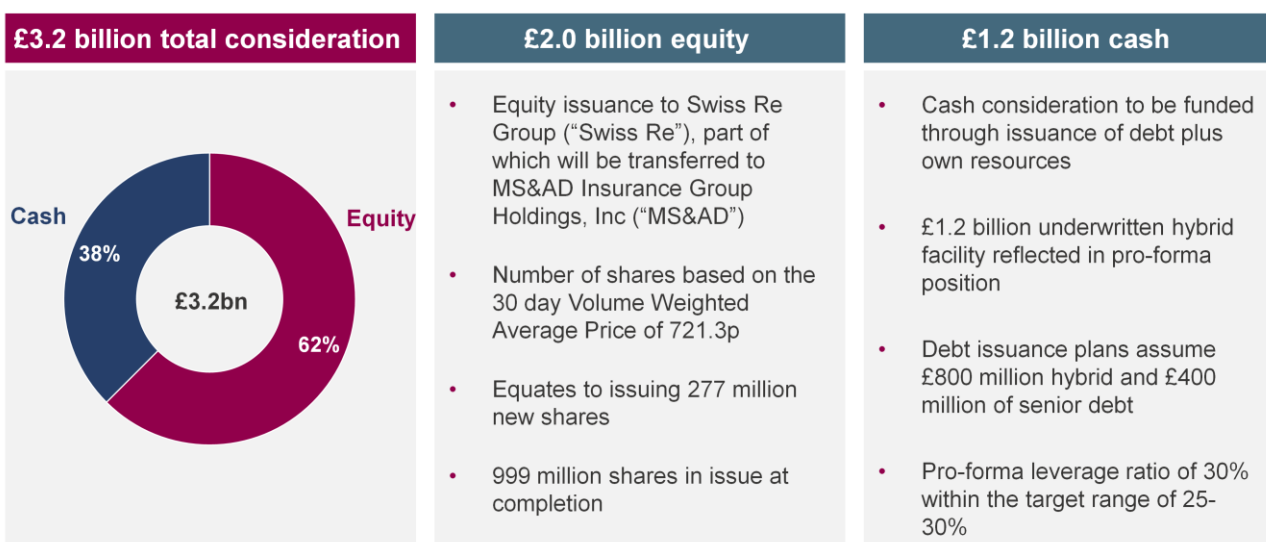 £3.2 billion total consideration
Cash
Equity
38%
£3.2bn
62%
£2.0 billion equity
• Equity issuance to Swiss Re
Group (“Swiss Re”), part of
which will be transferred to
MS&AD Insurance Group
Holdings, Inc (“MS&AD”)
• Number of shares based on the
30 day Volume Weighted
Average Price of 721.3p
• Equates to issuing 277 million
new shares
• 999 million shares in issue at
completion
£1.2 billion cash
• Cash consideration to be funded
through issuance of debt plus
own resources
• £1.2 billion underwritten hybrid
facility reflected in pro-forma
position
• Debt issuance plans assume
£800 million hybrid and £400
million of senior debt
• Pro-forma leverage ratio of 30%
within the target range of 25-
30%